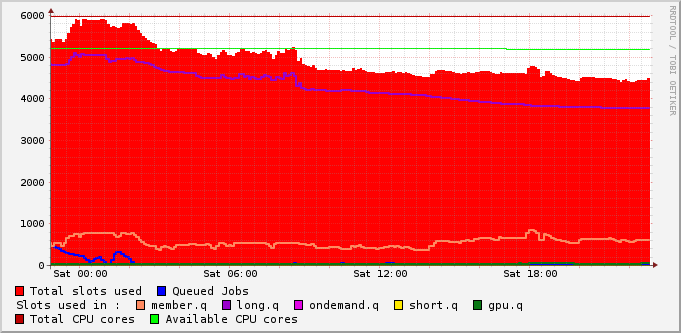 6000
5000
4000
3000
2000
1000
0
Sat 00:00 Sat 06:00 Sat 12:00 Sat 18:00
Total slots used Queued Jobs
Slots used in : member.q long.q ondemand.q short.q gpu.q
Total CPU cores Available CPU cores
RRDTOOL / TOBI OETIKER